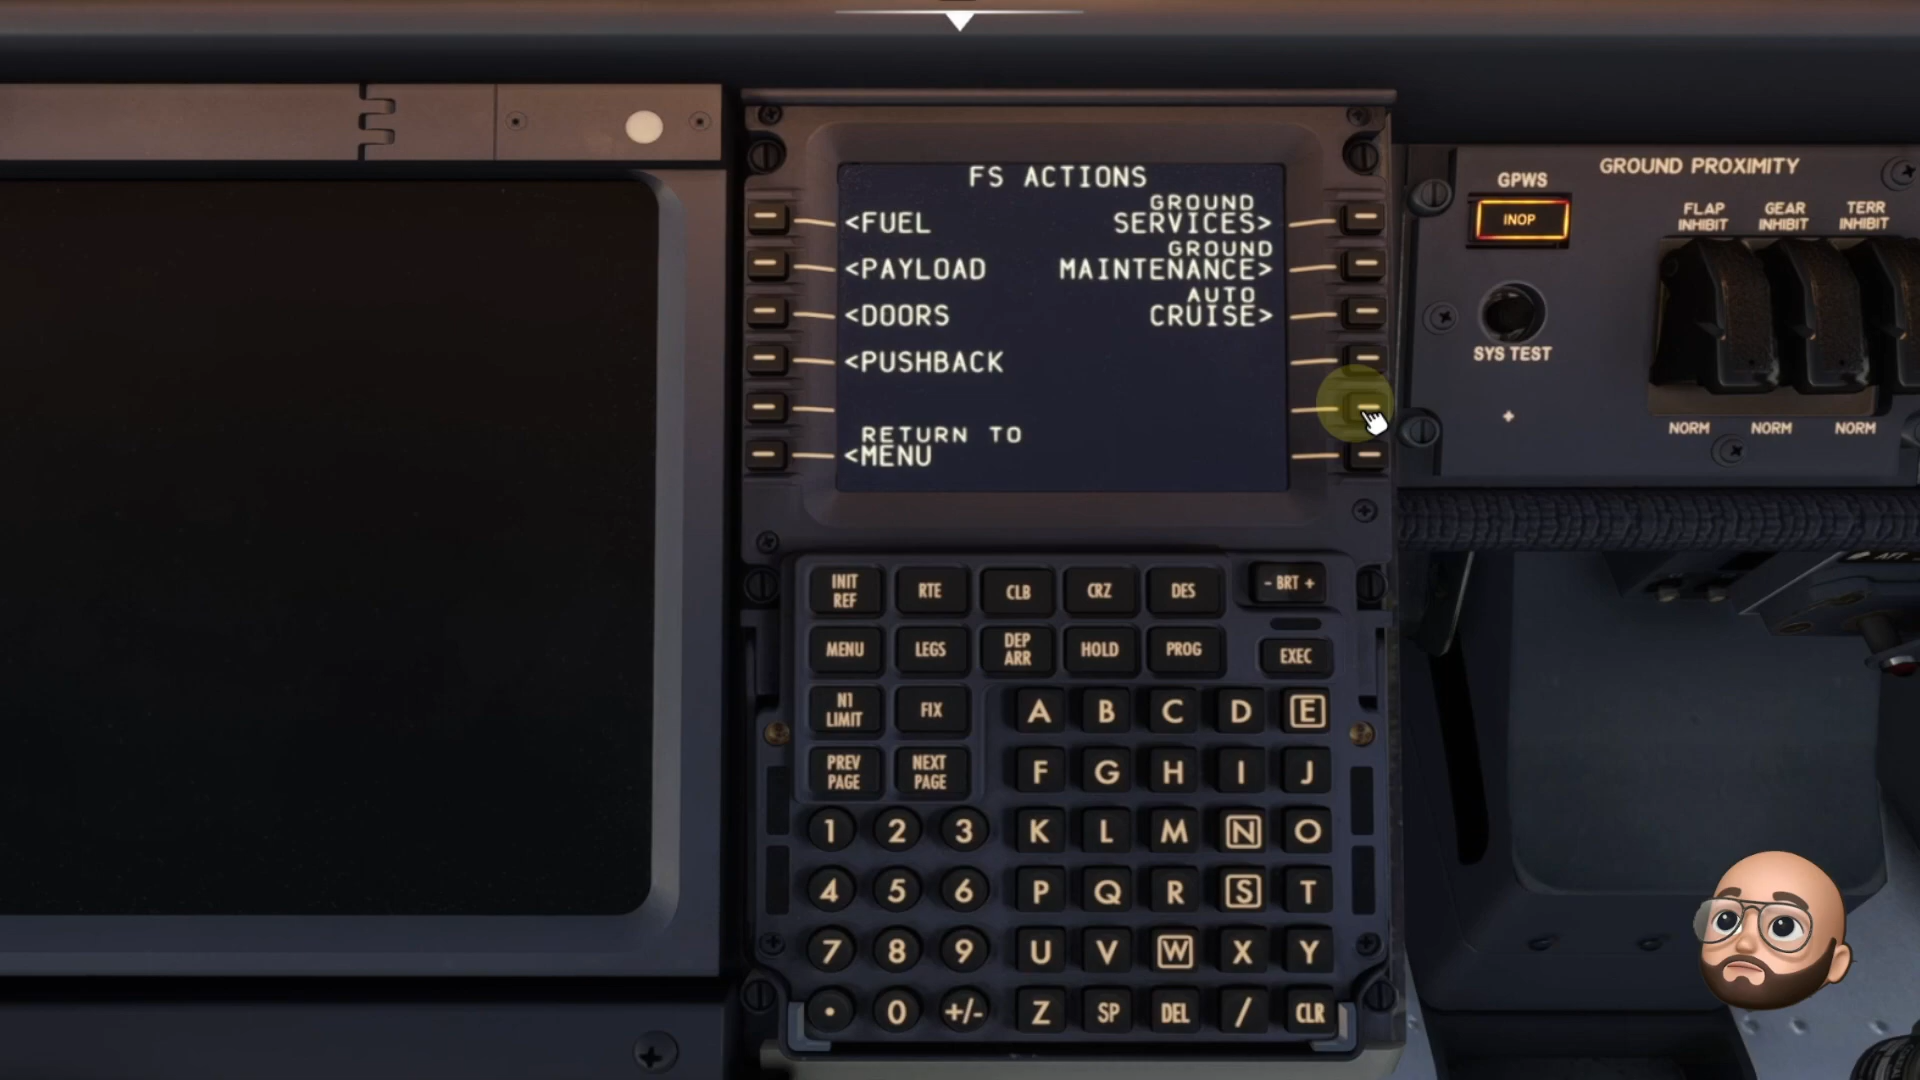 FS ACTIONS
<FUEL
GROUND
SERVICES>
<PAYLOAD
GROUND
MAINTENANCE>
<DOORS
AUTO
CRUISE>
<PUSHBACK
RETURN TO
<MENU
INIT
REF
RTE
CLB
CRZ
DES
- BRT +
MENU
LEGS
DEP
ARR
HOLD
PROG
EXEC
N1
LIMIT
FIX
A B C D E
PREV
PAGE
NEXT
PAGE
F G H I J
1 2 3 K L M N O
4 5 6 P Q R S T
7 8 9 U V W X Y
. 0 +/- Z SP DEL / CLR
GROUND PROXIMITY
GPWS
INOP
FLAP
INHIBIT
GEAR
INHIBIT
TERR
INHIBIT
SYS TEST
NORM
NORM
NORM